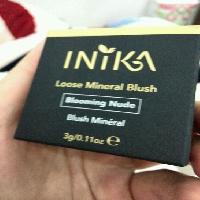 INIKA
Loose Mineral Blush
Blooming Nude
Blush Minéral
3g/0.11oz ℮